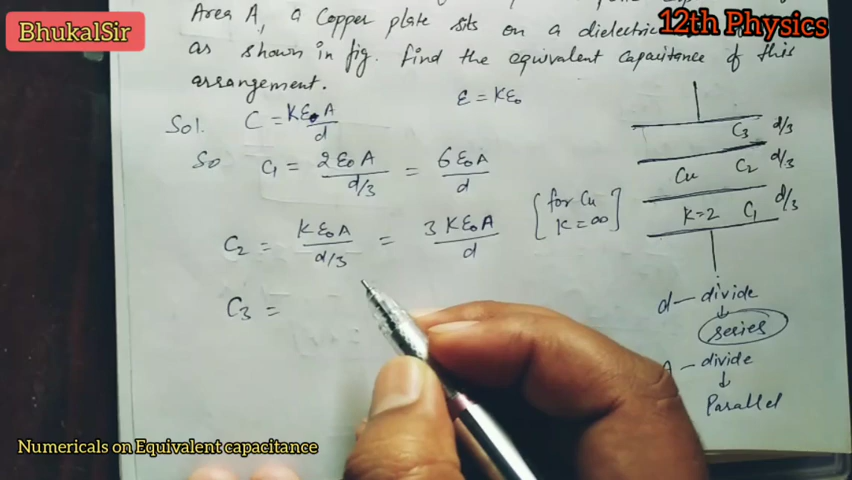 BhukalSir
12th Physics
Area A, a Copper plate sits on a dielectric
as shown in fig. find the equivalent capacitance of this
arrangement.
Sol. C = Kε₀A/d
ε = Kε₀
So C₁ = 2ε₀A/(d/3) = 6ε₀A/d
C₂ = Kε₀A/(d/3) = 3Kε₀A/d
[for Cu
K = ∞]
C₃ =
C₃ d/3
Cu C₂ d/3
K=2 C₁ d/3
d — divide
↓
series
A — divide
↓
Parallel
Numericals on Equivalent capacitance